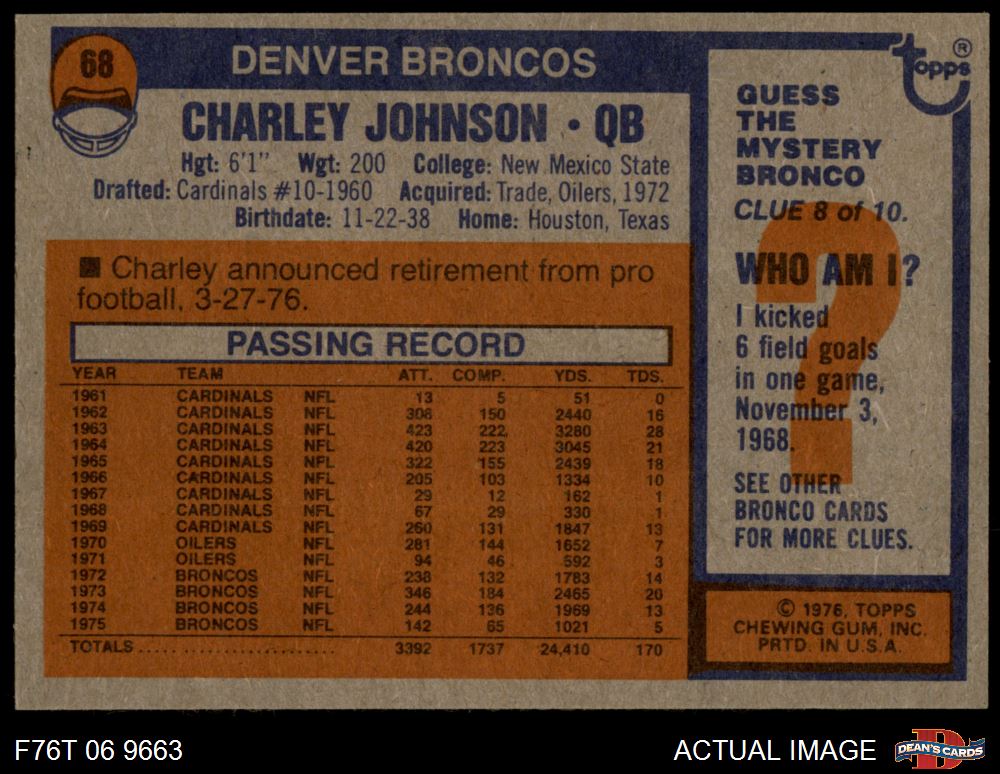 68
DENVER BRONCOS
CHARLEY JOHNSON • QB
Hgt: 6'1" Wgt: 200 College: New Mexico State
Drafted: Cardinals #10-1960 Acquired: Trade, Oilers, 1972
Birthdate: 11-22-38 Home: Houston, Texas
■ Charley announced retirement from pro
football, 3-27-76.
PASSING RECORD
YEAR TEAM ATT. COMP. YDS. TDS.
1961 CARDINALS NFL 13 5 51 0
1962 CARDINALS NFL 308 150 2440 16
1963 CARDINALS NFL 423 222 3280 28
1964 CARDINALS NFL 420 223 3045 21
1965 CARDINALS NFL 322 155 2439 18
1966 CARDINALS NFL 205 103 1334 10
1967 CARDINALS NFL 29 12 162 1
1968 CARDINALS NFL 67 29 330 1
1969 CARDINALS NFL 260 131 1847 13
1970 OILERS NFL 281 144 1652 7
1971 OILERS NFL 94 46 592 3
1972 BRONCOS NFL 238 132 1783 14
1973 BRONCOS NFL 346 184 2465 20
1974 BRONCOS NFL 244 136 1969 13
1975 BRONCOS NFL 142 65 1021 5
TOTALS 3392 1737 24,410 170
topps®
GUESS
THE
MYSTERY
BRONCO
CLUE 8 of 10.
?
WHO AM I?
I kicked
6 field goals
in one game,
November 3,
1968.
SEE OTHER
BRONCO CARDS
FOR MORE CLUES.
© 1976, TOPPS
CHEWING GUM, INC.
PRTD. IN U.S.A.
F76T 06 9663
ACTUAL IMAGE
D
DEAN'S CARDS